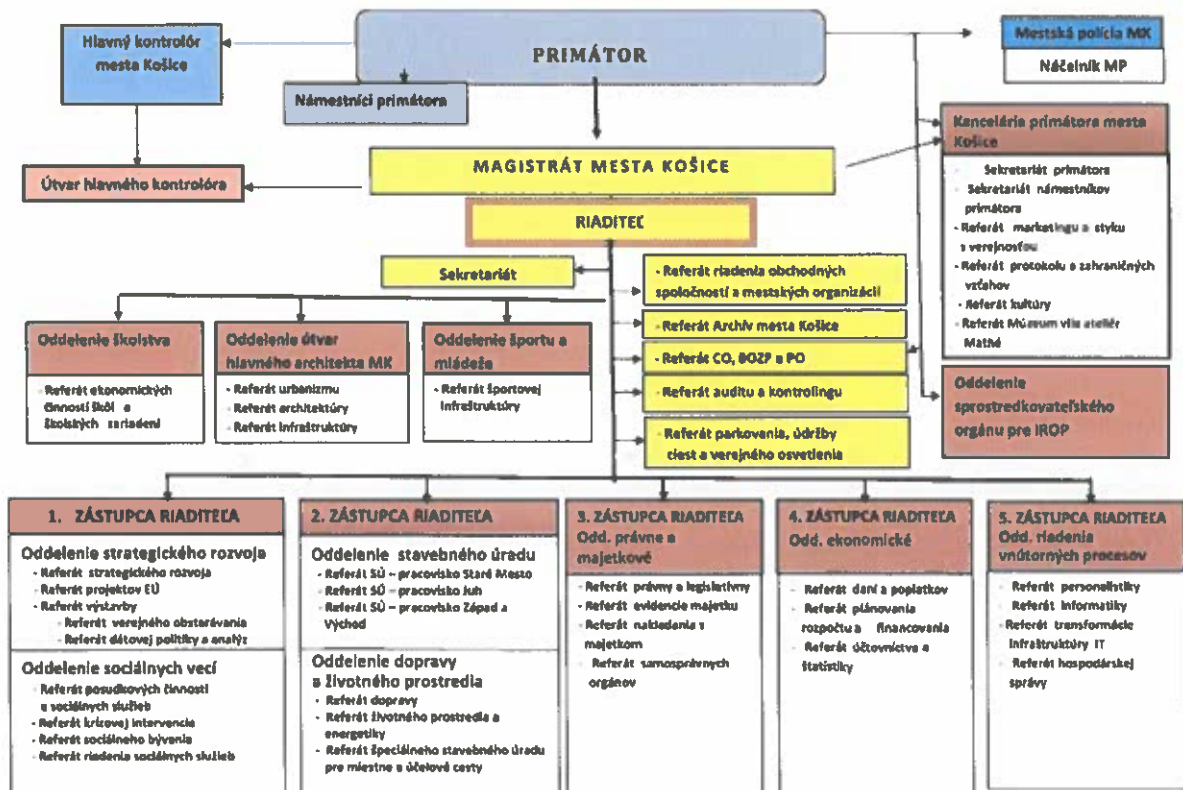 Hlavný kontrolór
mesta Košice
PRIMÁTOR
Námestníci primátora
Mestská polícia MK
Náčelník MP
Kancelária primátora mesta
Košice
Sekretariát primátora
Sekretariát námestníkov
primátora
- Referát marketingu a styku
s verejnosťou
- Referát protokolu a zahraničných
vzťahov
- Referát kultúry
- Referát Múzeum vila ateliér
Mathé
MAGISTRÁT MESTA KOŠICE
Útvar hlavného kontrolóra
RIADITEĽ
Sekretariát
- Referát riadenia obchodných
spoločností a mestských organizácií
- Referát Archív mesta Košice
- Referát CO, BOZP a PO
- Referát auditu a kontrolingu
- Referát parkovania, údržby
ciest a verejného osvetlenia
Oddelenie
sprostredkovateľského
orgánu pre IROP
Oddelenie školstva
- Referát ekonomických
činností škôl a
školských zariadení
Oddelenie útvar
hlavného architekta MK
- Referát urbanizmu
- Referát architektúry
- Referát infraštruktúry
Oddelenie športu a
mládeže
- Referát športovej
infraštruktúry
1. ZÁSTUPCA RIADITEĽA
Oddelenie strategického rozvoja
- Referát strategického rozvoja
- Referát projektov EÚ
- Referát výstavby
- Referát verejného obstarávania
- Referát dátovej politiky a analýz
Oddelenie sociálnych vecí
- Referát posudkových činností
a sociálnych služieb
- Referát krízovej intervencie
- Referát sociálneho bývania
- Referát riadenia sociálnych služieb
2. ZÁSTUPCA RIADITEĽA
Oddelenie stavebného úradu
- Referát SÚ – pracovisko Staré Mesto
- Referát SÚ – pracovisko Juh
- Referát SÚ – pracovisko Západ a
Východ
Oddelenie dopravy
a životného prostredia
- Referát dopravy
- Referát životného prostredia a
energetiky
- Referát špeciálneho stavebného úradu
pre miestne a účelové cesty
3. ZÁSTUPCA RIADITEĽA
Odd. právne a
majetkové
- Referát právny a legislatívny
- Referát evidencie majetku
- Referát nakladania s
majetkom
- Referát samosprávnych
orgánov
4. ZÁSTUPCA RIADITEĽA
Odd. ekonomické
- Referát daní a poplatkov
- Referát plánovania
rozpočtu a financovania
- Referát účtovníctva a
štatistiky
5. ZÁSTUPCA RIADITEĽA
Odd. riadenia
vnútorných procesov
- Referát personalistiky
- Referát informatiky
- Referát transformácie
infraštruktúry IT
- Referát hospodárskej
správy